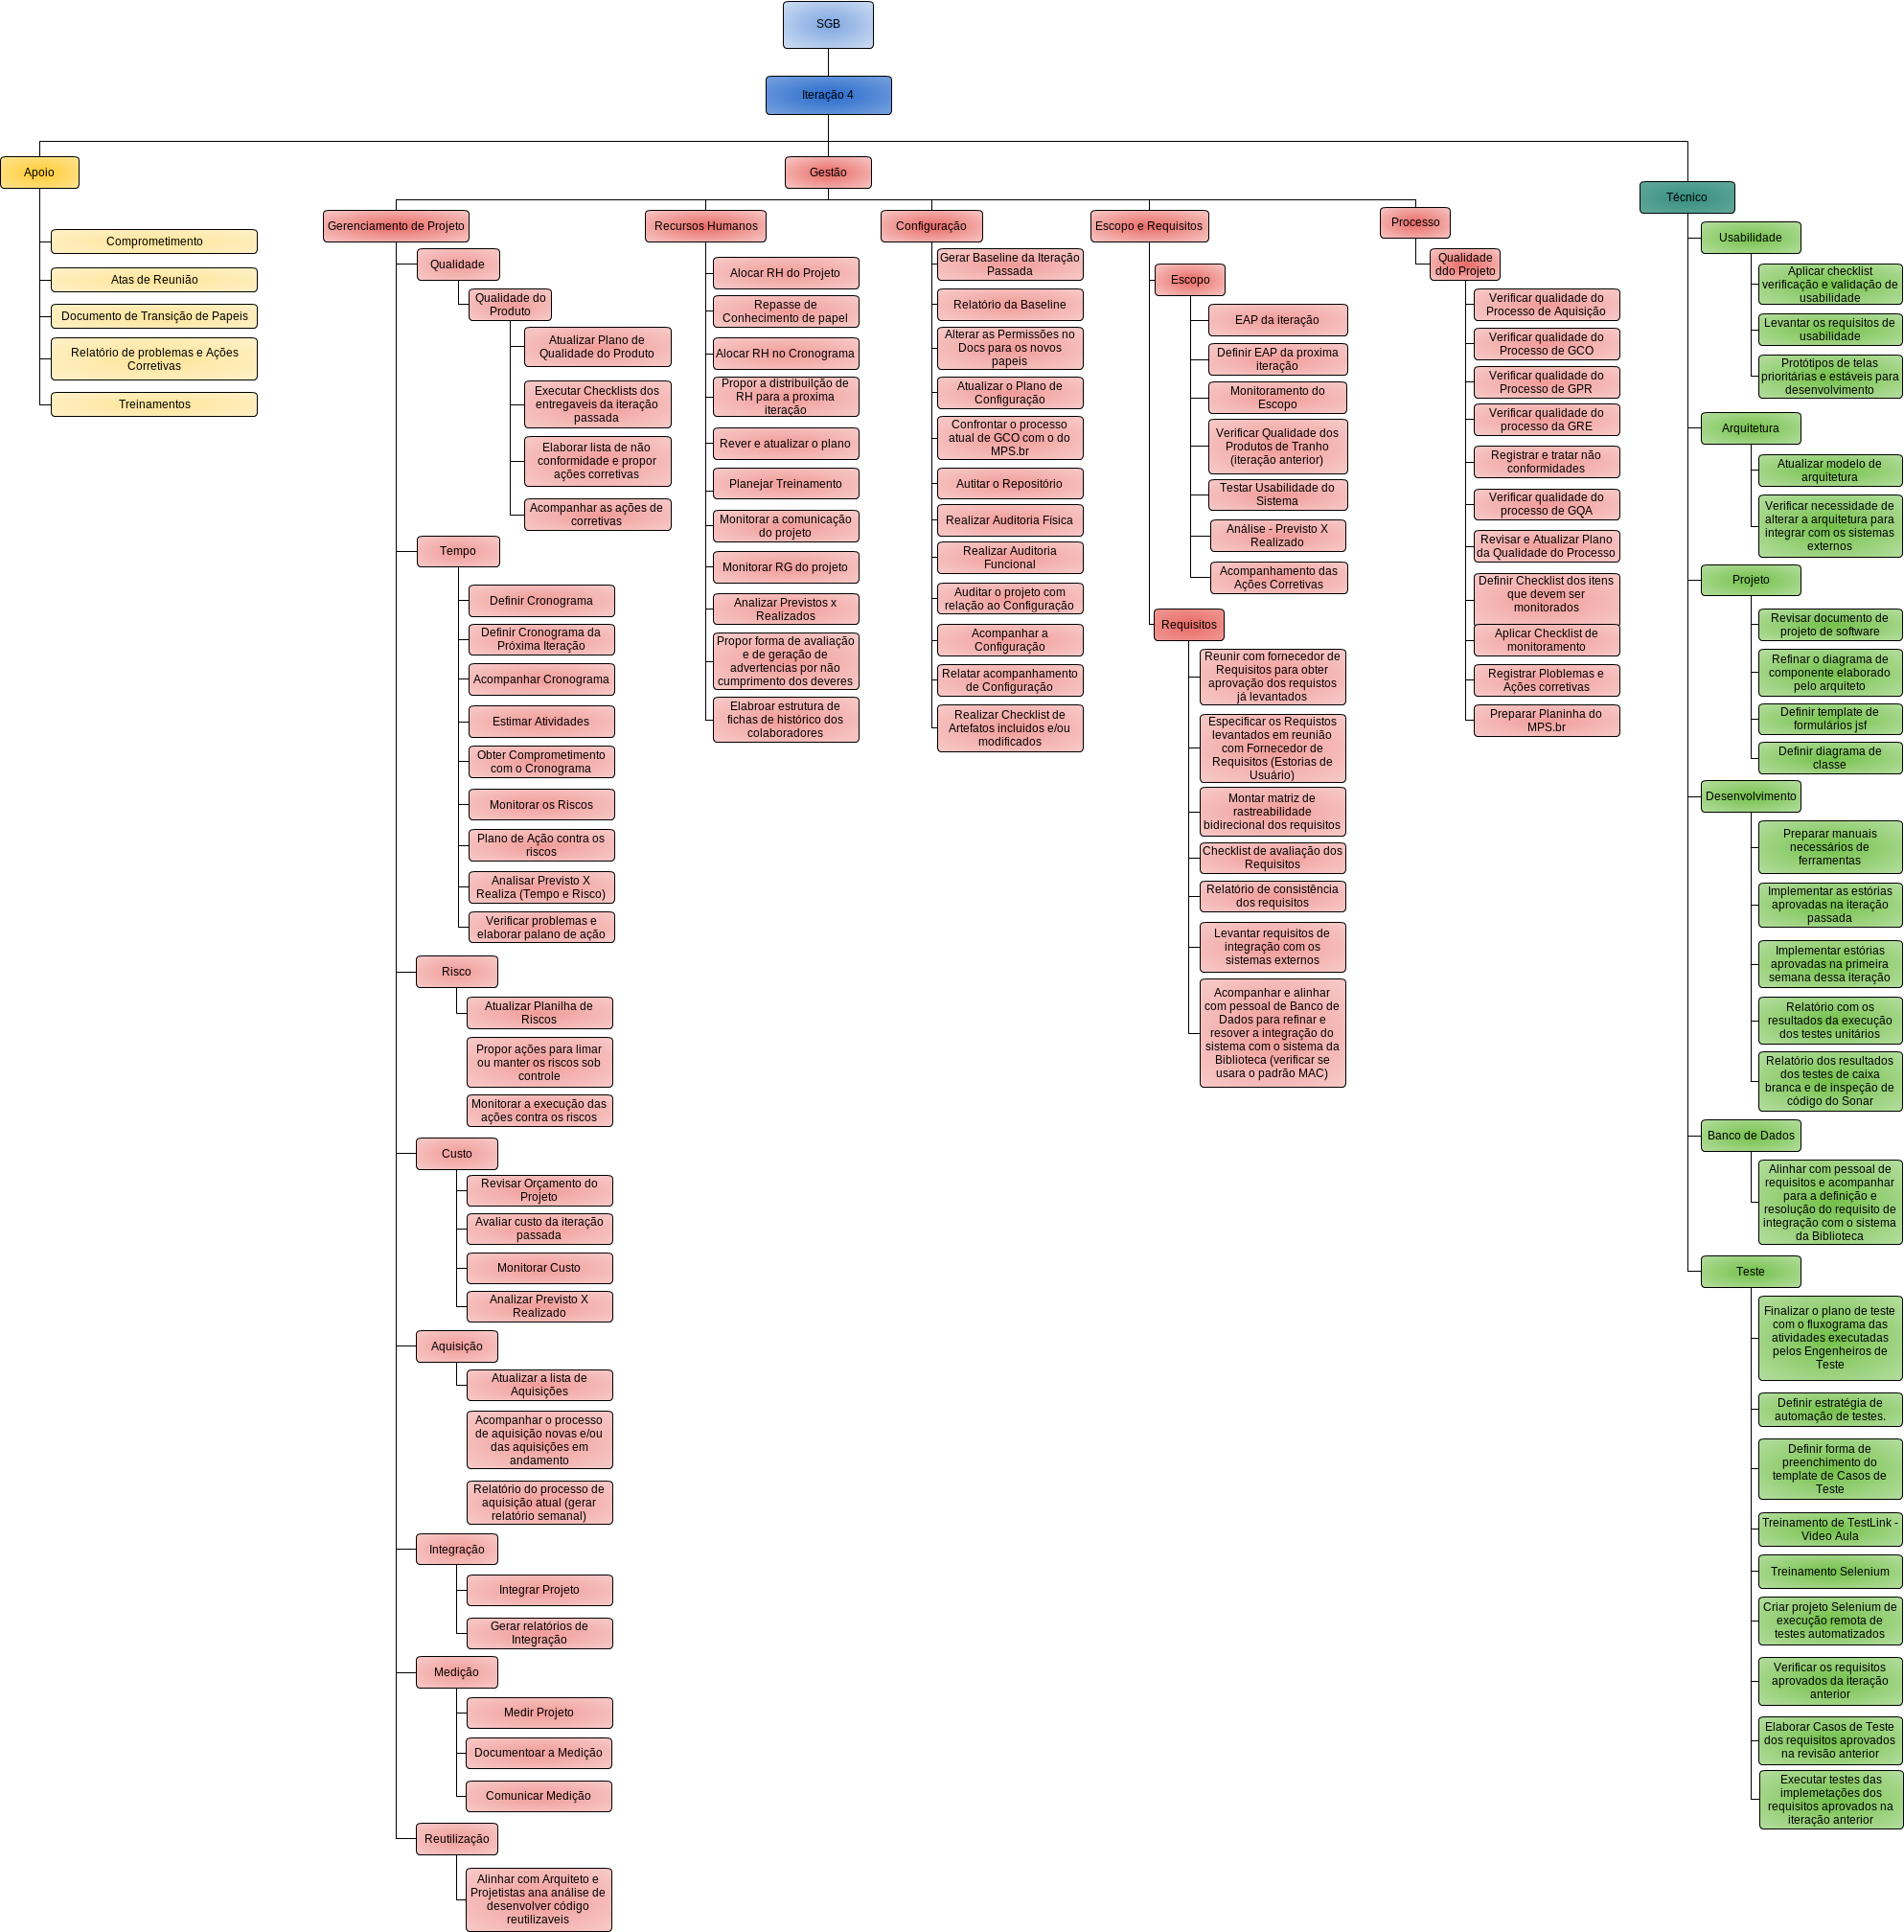 SGB
Iteração 4
Apoio
Comprometimento
Atas de Reunião
Documento de Transição de Papeis
Relatório de problemas e Ações
Corretivas
Treinamentos
Gestão
Gerenciamento de Projeto
Qualidade
Qualidade do
Produto
Atualizar Plano de
Qualidade do Produto
Executar Checklists dos
entregaveis da iteração
passada
Elaborar lista de não
conformidade e propor
ações corretivas
Acompanhar as ações de
corretivas
Tempo
Definir Cronograma
Definir Cronograma da
Próxima Iteração
Acompanhar Cronograma
Estimar Atividades
Obter Comprometimento
com o Cronograma
Monitorar os Riscos
Plano de Ação contra os
riscos
Analisar Previsto X
Realiza (Tempo e Risco)
Verificar problemas e
elaborar palano de ação
Risco
Atualizar Planilha de
Riscos
Propor ações para limar
ou manter os riscos sob
controle
Monitorar a execução das
ações contra os riscos
Custo
Revisar Orçamento do
Projeto
Avaliar custo da iteração
passada
Monitorar Custo
Analizar Previsto X
Realizado
Aquisição
Atualizar a lista de
Aquisições
Acompanhar o processo
de aquisição novas e/ou
das aquisições em
andamento
Relatório do processo de
aquisição atual (gerar
relatório semanal)
Integração
Integrar Projeto
Gerar relatórios de
Integração
Medição
Medir Projeto
Documentoar a Medição
Comunicar Medição
Reutilização
Alinhar com Arquiteto e
Projetistas ana análise de
desenvolver código
reutilizaveis
Recursos Humanos
Alocar RH do Projeto
Repasse de
Conhecimento de papel
Alocar RH no Cronograma
Propor a distribuilção de
RH para a proxima
iteração
Rever e atualizar o plano
Planejar Treinamento
Monitorar a comunicação
do projeto
Monitorar RG do projeto
Analizar Previstos x
Realizados
Propor forma de avaliação
e de geração de
advertencias por não
cumprimento dos deveres
Elabroar estrutura de
fichas de histórico dos
colaboradores
Configuração
Gerar Baseline da Iteração
Passada
Relatório da Baseline
Alterar as Permissões no
Docs para os novos
papeis
Atualizar o Plano de
Configuração
Confrontar o processo
atual de GCO com o do
MPS.br
Autitar o Repositório
Realizar Auditoria Física
Realizar Auditoria
Funcional
Auditar o projeto com
relação ao Configuração
Acompanhar a
Configuração
Relatar acompanhamento
de Configuração
Realizar Checklist de
Artefatos incluidos e/ou
modificados
Escopo e Requisitos
Escopo
EAP da iteração
Definir EAP da proxima
iteração
Monitoramento do
Escopo
Verificar Qualidade dos
Produtos de Tranho
(iteração anterior)
Testar Usabilidade do
Sistema
Análise - Previsto X
Realizado
Acompanhamento das
Ações Corretivas
Requisitos
Reunir com fornecedor de
Requisitos para obter
aprovação dos requistos
já levantados
Especificar os Requistos
levantados em reunião
com Fornecedor de
Requisitos (Estorias de
Usuário)
Montar matriz de
rastreabilidade
bidirecional dos requisitos
Checklist de avaliação dos
Requisitos
Relatório de consistência
dos requisitos
Levantar requisitos de
integração com os
sistemas externos
Acompanhar e alinhar
com pessoal de Banco de
Dados para refinar e
resover a integração do
sistema com o sistema da
Biblioteca (verificar se
usara o padrão MAC)
Processo
Qualidade
ddo Projeto
Verificar qualidade do
Processo de Aquisição
Verificar qualidade do
Processo de GCO
Verificar qualidade do
Processo de GPR
Verificar qualidade do
processo da GRE
Registrar e tratar não
conformidades
Verificar qualidade do
processo de GQA
Revisar e Atualizar Plano
da Qualidade do Processo
Definir Checklist dos itens
que devem ser
monitorados
Aplicar Checklist de
monitoramento
Registrar Ploblemas e
Ações corretivas
Preparar Planinha do
MPS.br
Técnico
Usabilidade
Aplicar checklist
verificação e validação de
usabilidade
Levantar os requisitos de
usabilidade
Protótipos de telas
prioritárias e estáveis para
desenvolvimento
Arquitetura
Atualizar modelo de
arquitetura
Verificar necessidade de
alterar a arquitetura para
integrar com os sistemas
externos
Projeto
Revisar documento de
projeto de software
Refinar o diagrama de
componente elaborado
pelo arquiteto
Definir template de
formulários jsf
Definir diagrama de
classe
Desenvolvimento
Preparar manuais
necessários de
ferramentas
Implementar as estórias
aprovadas na iteração
passada
Implementar estórias
aprovadas na primeira
semana dessa iteração
Relatório com os
resultados da execução
dos testes unitários
Relatório dos resultados
dos testes de caixa
branca e de inspeção de
código do Sonar
Banco de Dados
Alinhar com pessoal de
requisitos e acompanhar
para a definição e
resolução do requisito de
integração com o sistema
da Biblioteca
Teste
Finalizar o plano de teste
com o fluxograma das
atividades executadas
pelos Engenheiros de
Teste
Definir estratégia de
automação de testes.
Definir forma de
preenchimento do
template de Casos de
Teste
Treinamento de TestLink -
Video Aula
Treinamento Selenium
Criar projeto Selenium de
execução remota de
testes automatizados
Verificar os requisitos
aprovados da iteração
anterior
Elaborar Casos de Teste
dos requisitos aprovados
na revisão anterior
Executar testes das
implemetações dos
requisitos aprovados na
iteração anterior